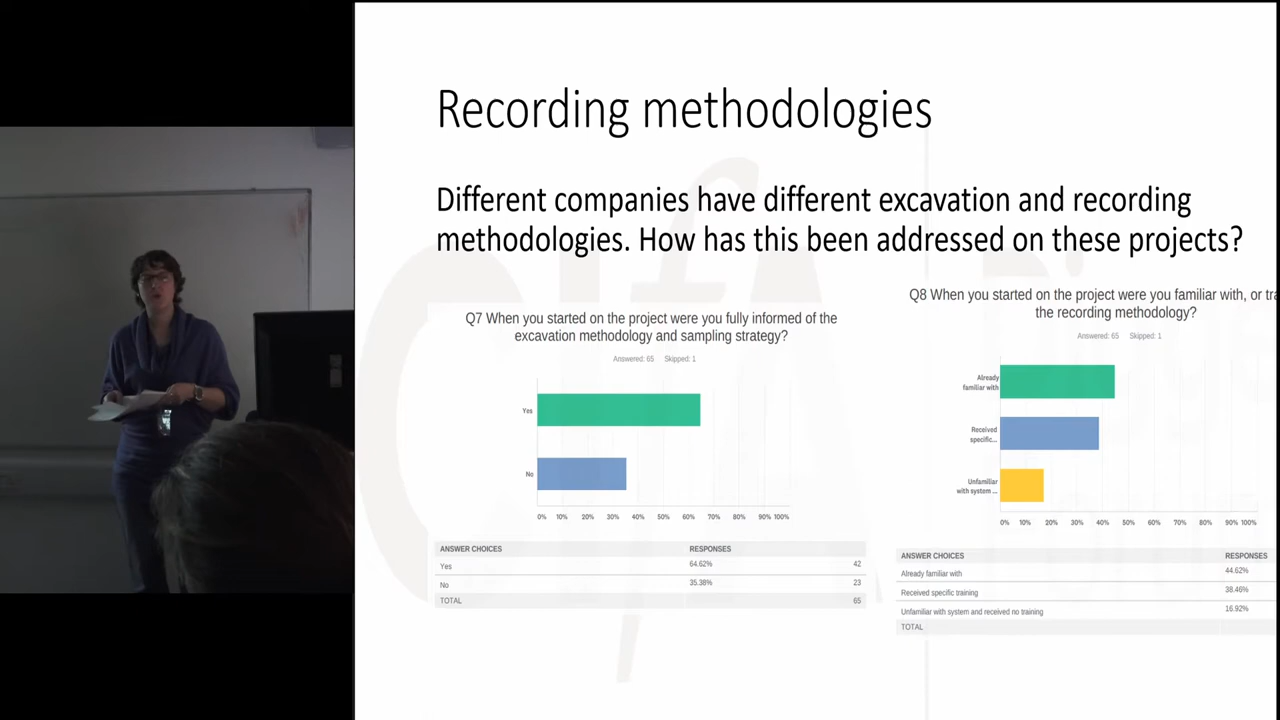 Recording methodologies
Different companies have different excavation and recording
methodologies. How has this been addressed on these projects?
Q7 When you started on the project were you fully informed of the
excavation methodology and sampling strategy?
Answered: 65 Skipped: 1
Yes
No
0% 10% 20% 30% 40% 50% 60% 70% 80% 90% 100%
ANSWER CHOICES RESPONSES
Yes 64.62% 42
No 35.38% 23
TOTAL 65
Q8 When you started on the project were you familiar with, or tra
the recording methodology?
Answered: 65 Skipped: 1
Already
familiar with
Received
specific...
Unfamiliar
with system ...
0% 10% 20% 30% 40% 50% 60% 70% 80% 90% 100%
ANSWER CHOICES RESPONSES
Already familiar with 44.62%
Received specific training 38.46%
Unfamiliar with system and received no training 16.92%
TOTAL